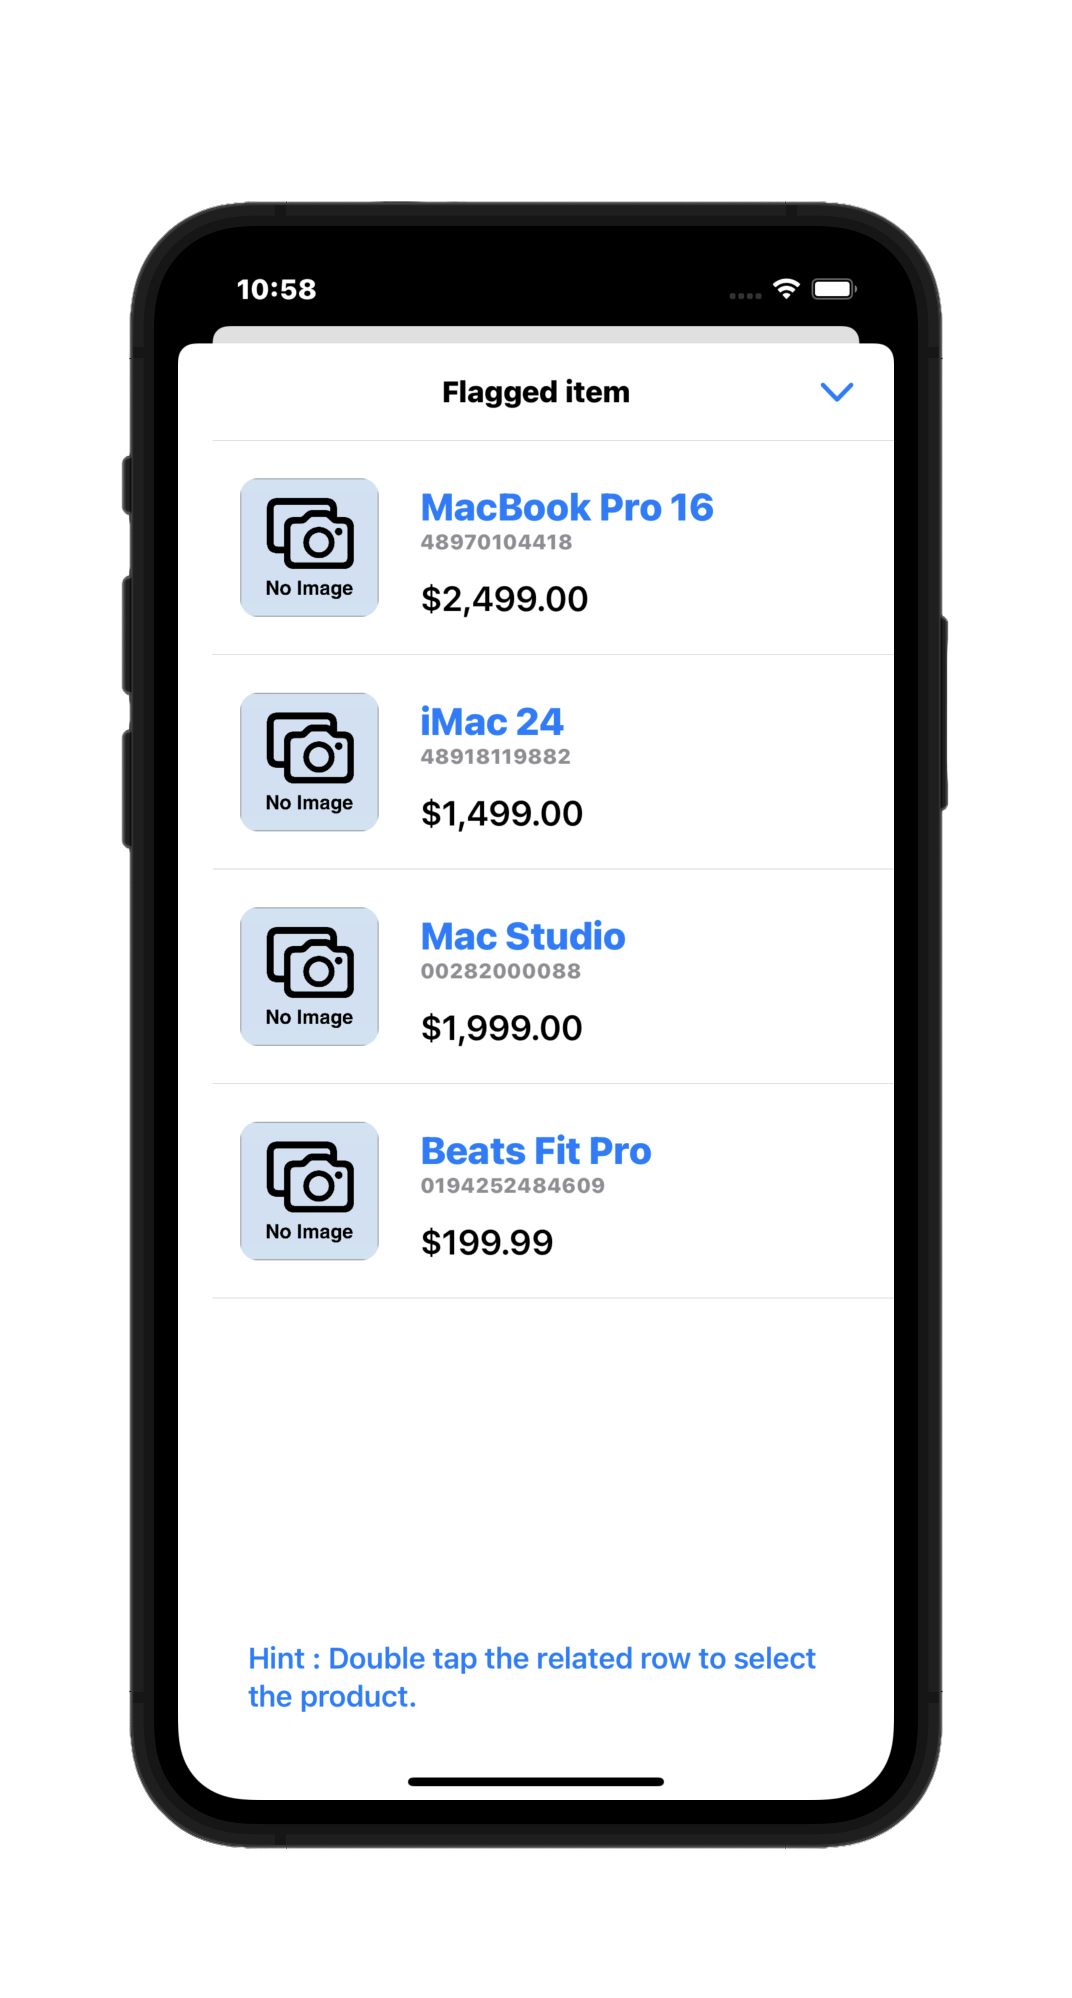 10:58
Flagged item
MacBook Pro 16
48970104418
No Image
$2,499.00
iMac 24
48918119882
No Image
$1,499.00
Mac Studio
00282000088
No Image
$1,999.00
Beats Fit Pro
0194252484609
No Image
$199.99
Hint : Double tap the related row to select
the product.